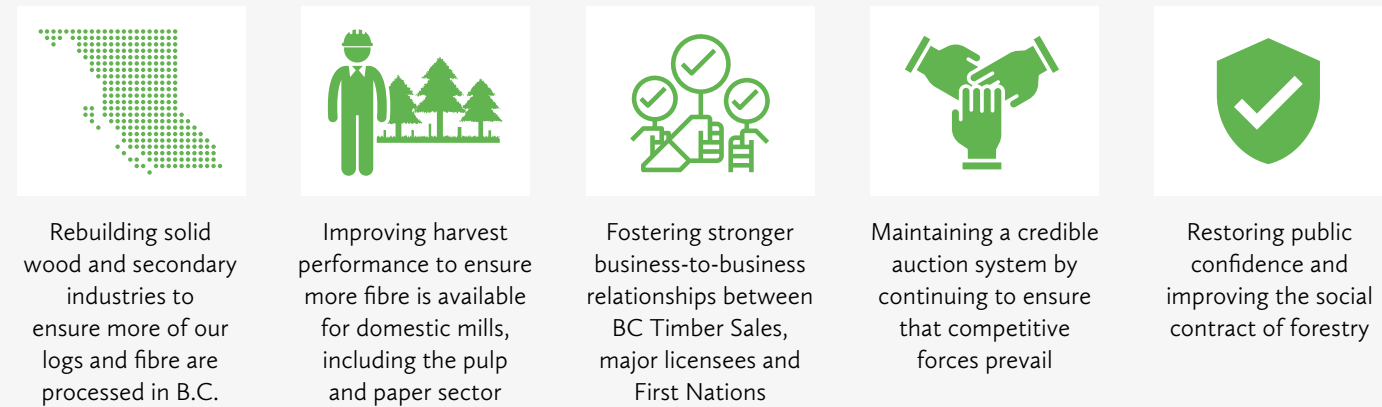 Rebuilding solid
wood and secondary
industries to
ensure more of our
logs and fibre are
processed in B.C.
Improving harvest
performance to ensure
more fibre is available
for domestic mills,
including the pulp
and paper sector
Fostering stronger
business-to-business
relationships between
BC Timber Sales,
major licensees and
First Nations
Maintaining a credible
auction system by
continuing to ensure
that competitive
forces prevail
Restoring public
confidence and
improving the social
contract of forestry